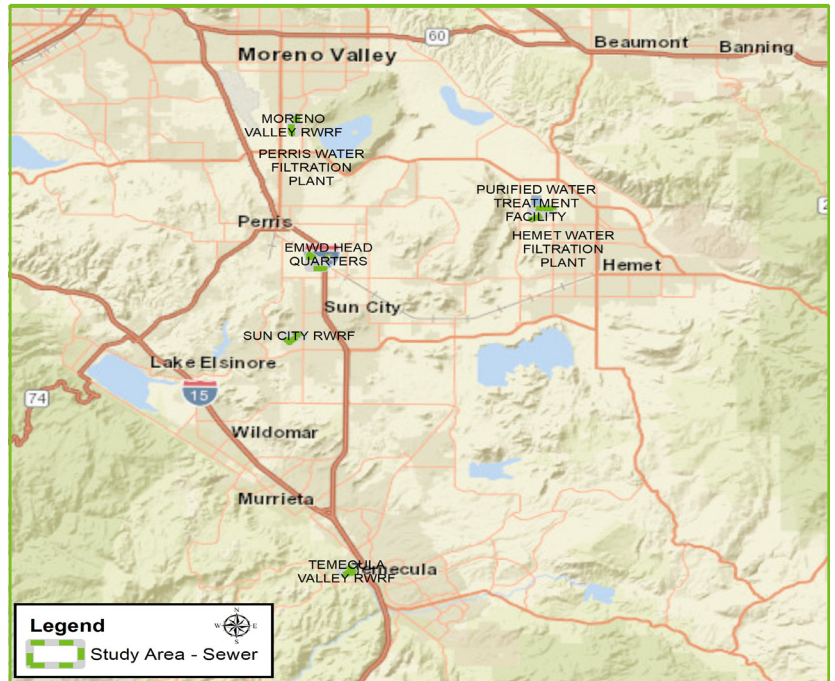 60
Beaumont
Banning
Moreno Valley
MORENO
VALLEY RWRF
PERRIS WATER
FILTRATION
PLANT
PURIFIED WATER
TREATMENT
FACILITY
Perris
EMWD HEAD
QUARTERS
HEMET WATER
FILTRATION
PLANT
Hemet
Sun City
SUN CITY RWRF
Lake Elsinore
15
74
Wildomar
Murrieta
TEMECULA
VALLEY RWRF
Temecula
Legend
N
W E
S
Study Area - Sewer